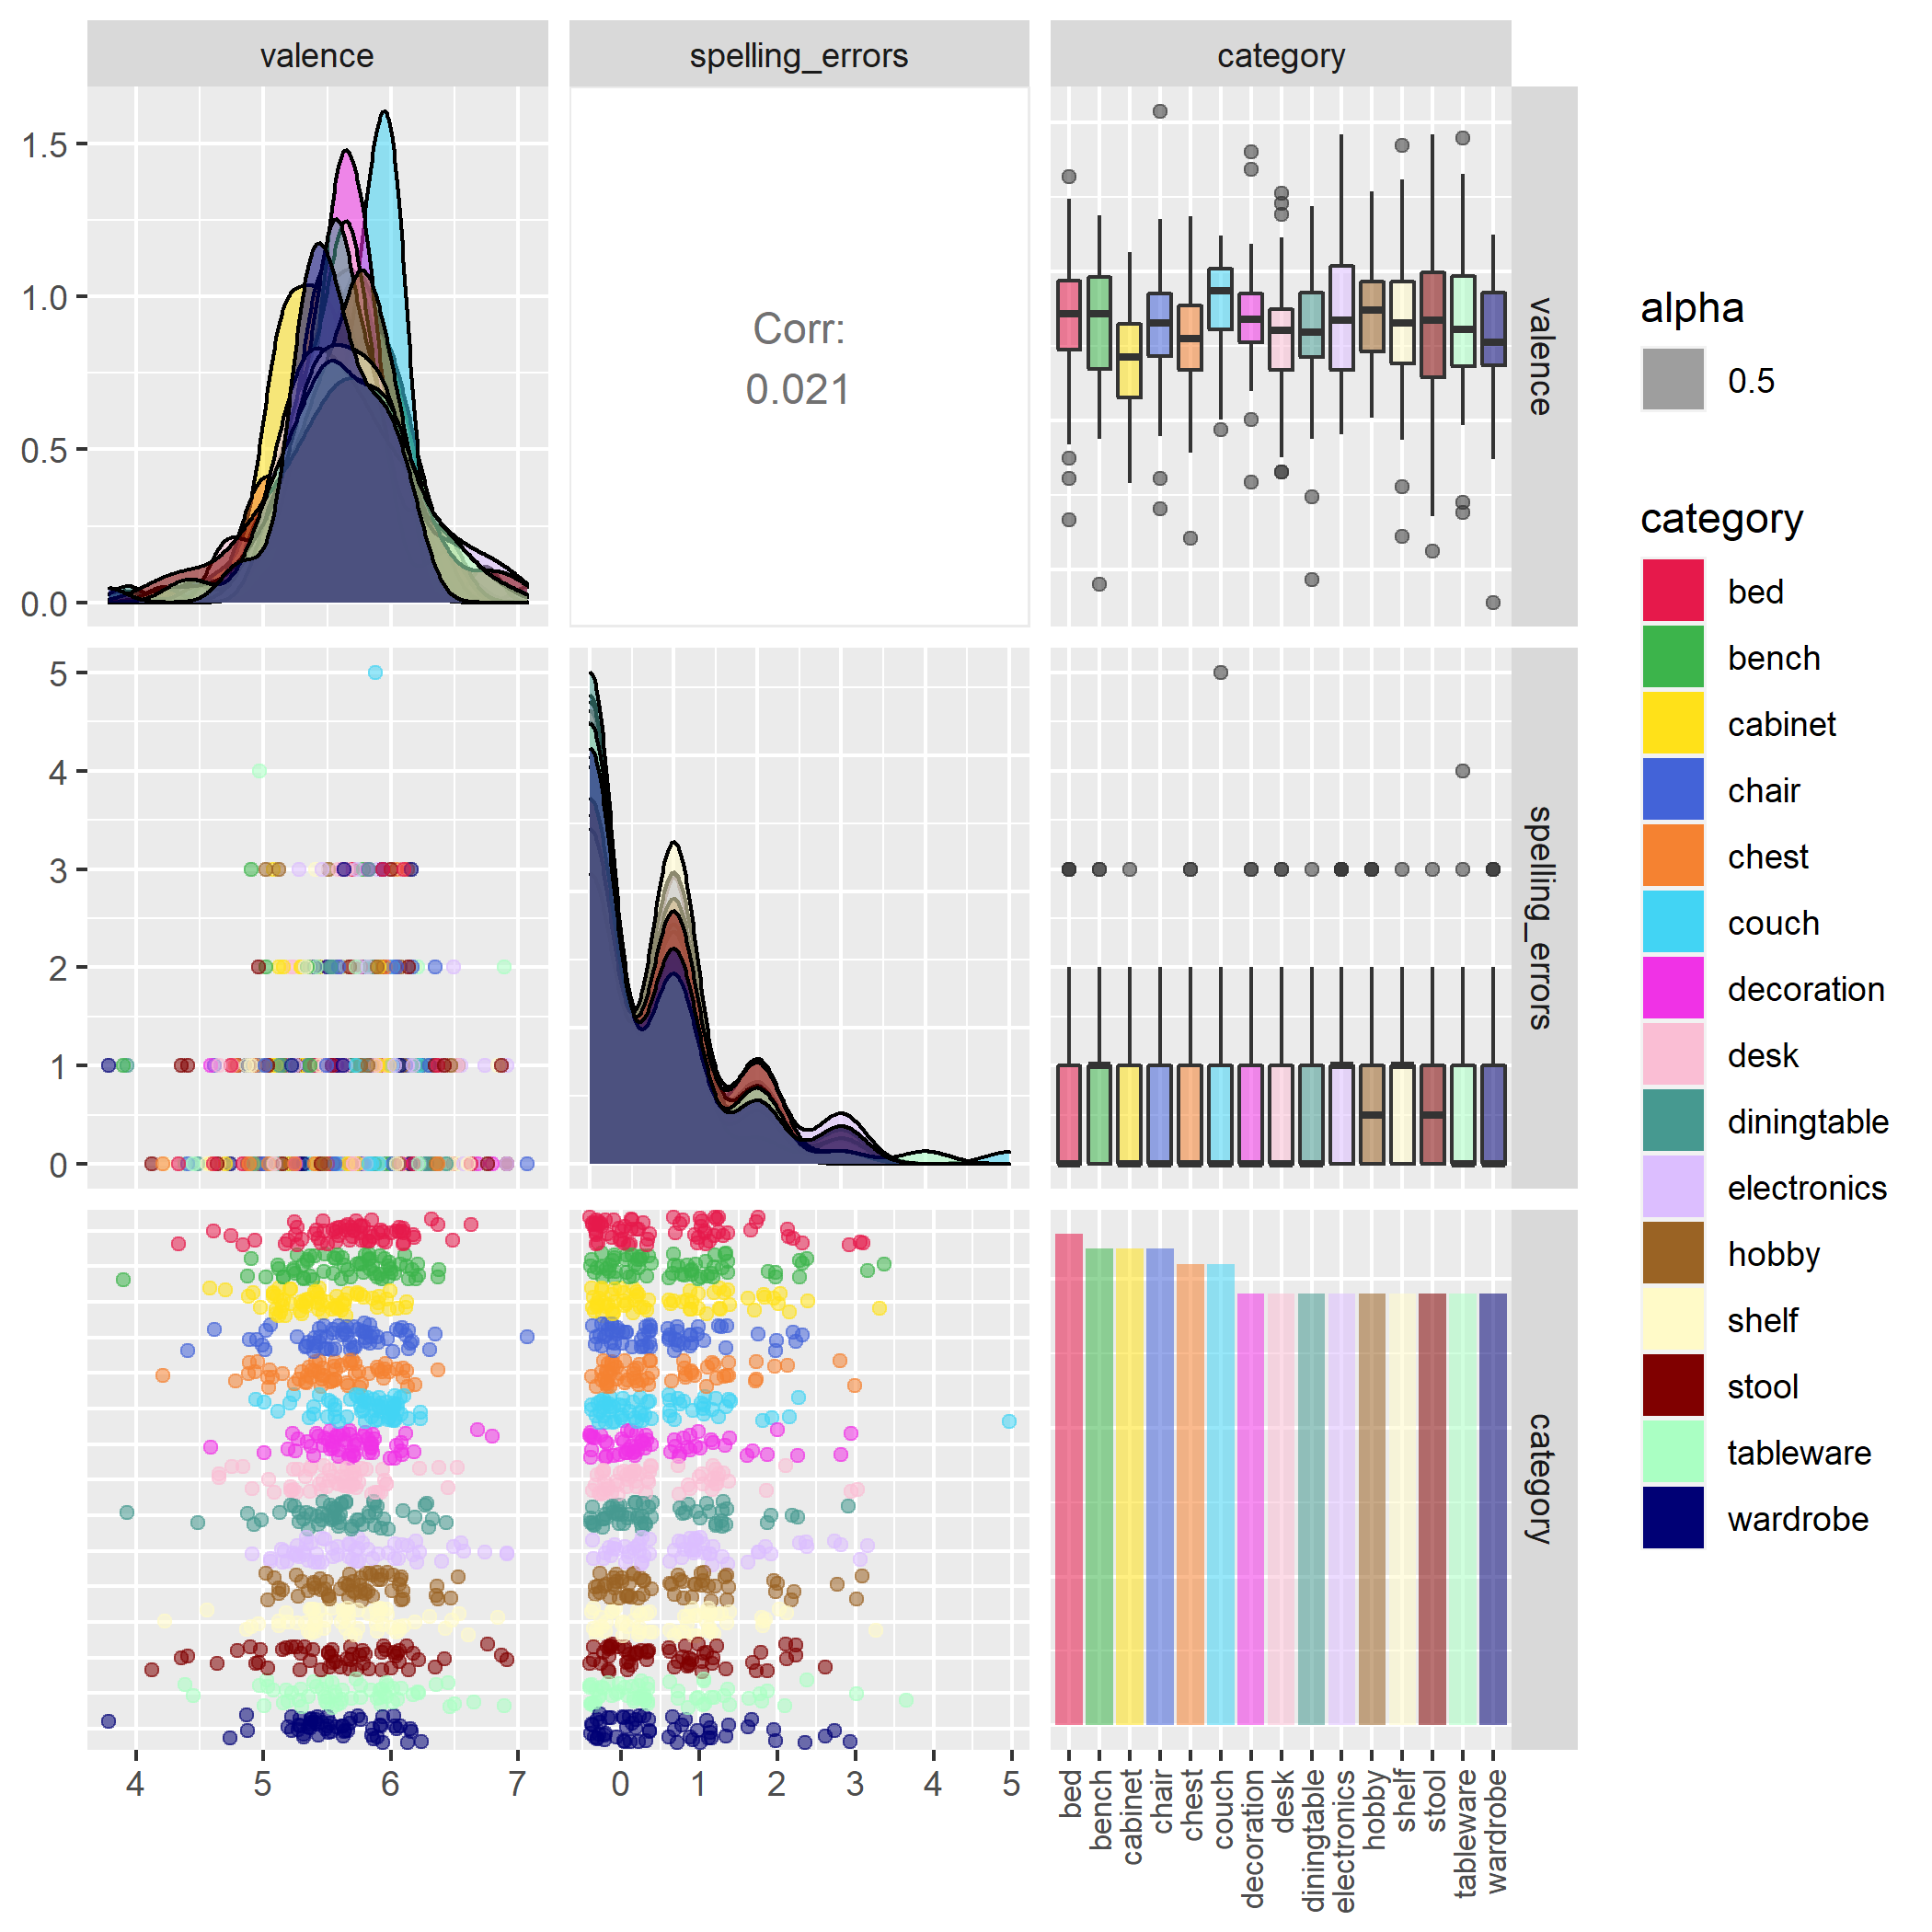 valence
spelling_errors
category
1.5
1.0
0.5
0.0
Corr:
0.021
valence
5
4
3
2
1
0
spelling_errors
category
4
5
6
7
0
1
2
3
4
5
bed
bench
cabinet
chair
chest
couch
decoration
desk
diningtable
electronics
hobby
shelf
stool
tableware
wardrobe
alpha
0.5
category
bed
bench
cabinet
chair
chest
couch
decoration
desk
diningtable
electronics
hobby
shelf
stool
tableware
wardrobe